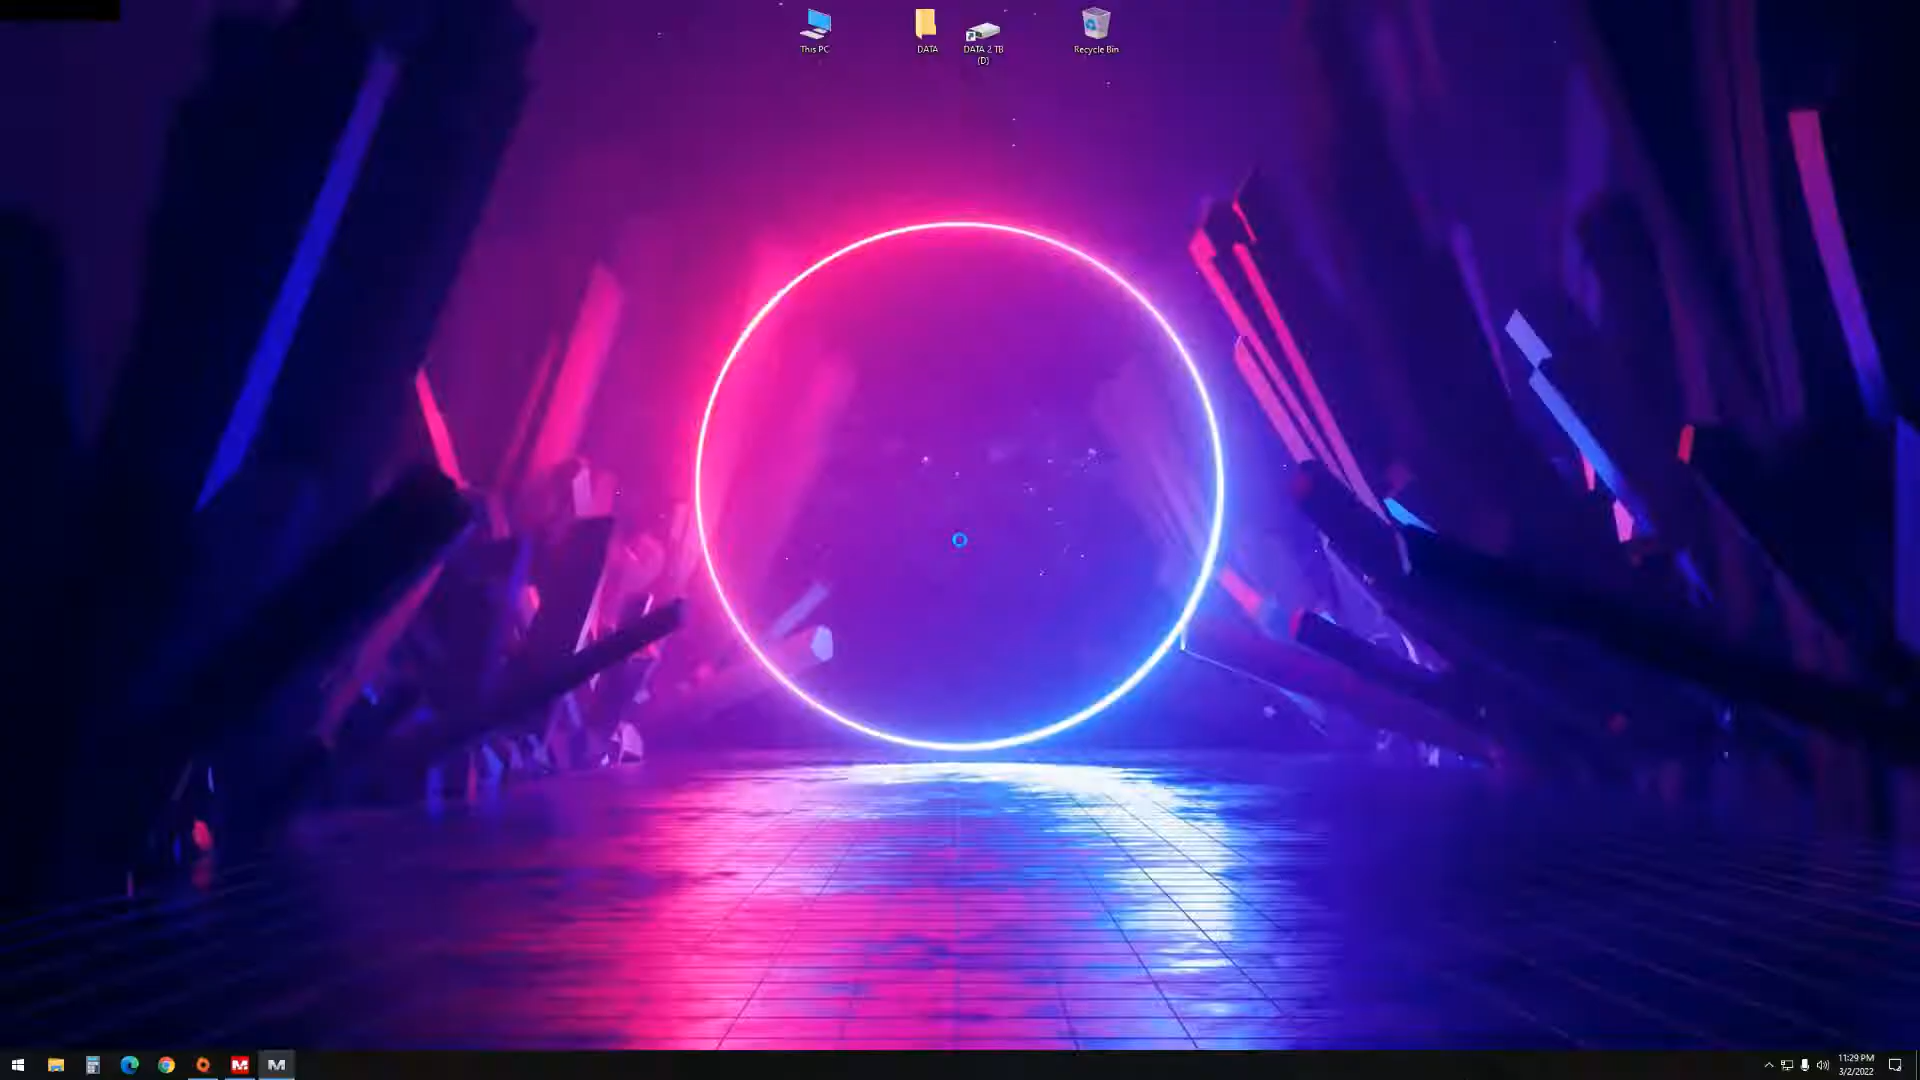 This PC
DATA
DATA 2 TB
(D)
Recycle Bin
11:29 PM
3/2/2022